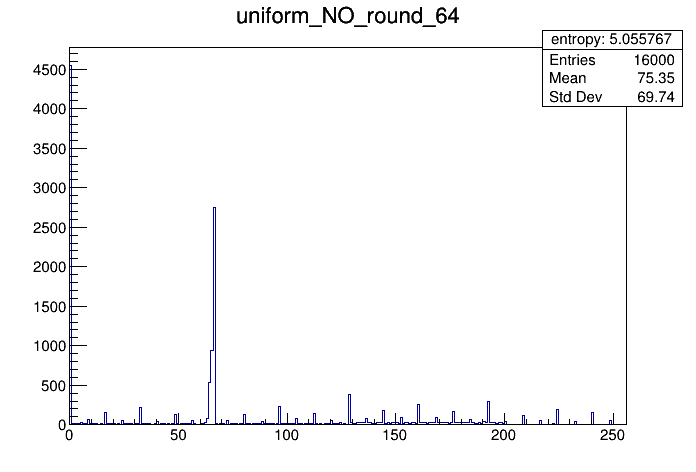 uniform_NO_round_64
entropy: 5.055767
Entries 16000
Mean 75.35
Std Dev 69.74
4500
4000
3500
3000
2500
2000
1500
1000
500
0
0 50 100 150 200 250